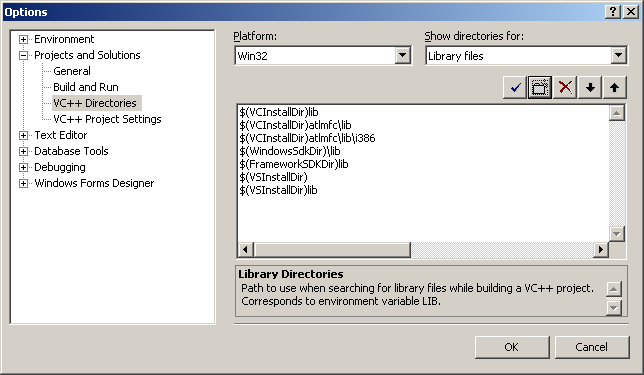 Options
Environment
Projects and Solutions
General
Build and Run
VC++ Directories
VC++ Project Settings
Text Editor
Database Tools
Debugging
Windows Forms Designer
Platform:
Show directories for:
Win32
Library files
$(VCInstallDir)lib
$(VCInstallDir)atlmfc\lib
$(VCInstallDir)atlmfc\lib\i386
$(WindowsSdkDir)\lib
$(FrameworkSDKDir)lib
$(VSInstallDir)
$(VSInstallDir)lib
Library Directories
Path to use when searching for library files while building a VC++ project.
Corresponds to environment variable LIB.
OK
Cancel